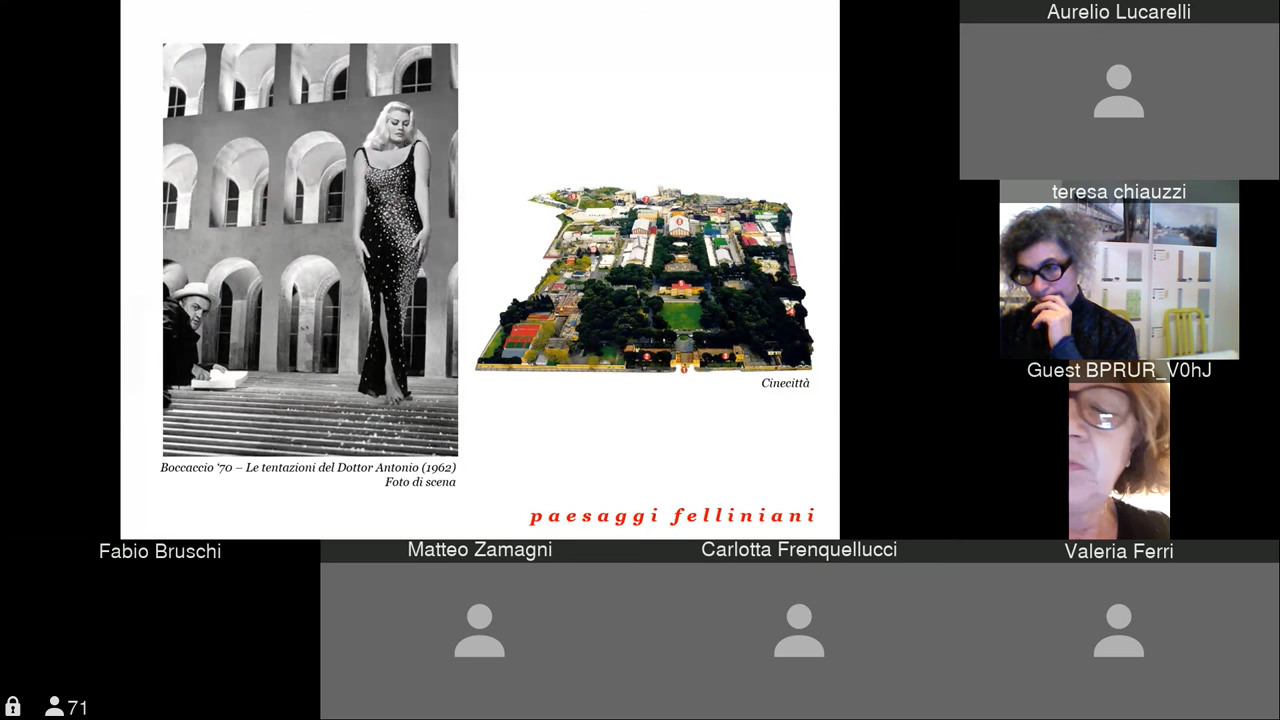 Aurelio Lucarelli
teresa chiauzzi
Guest BPRUR_V0hJ
Cinecittà
Boccaccio '70 – Le tentazioni del Dottor Antonio (1962)
Foto di scena
paesaggi felliniani
Fabio Bruschi
Matteo Zamagni
Carlotta Frenquellucci
Valeria Ferri
71